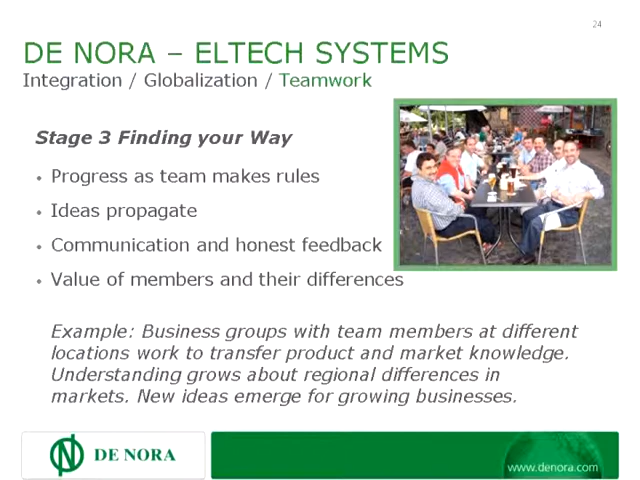 24
DE NORA – ELTECH SYSTEMS
Integration / Globalization / Teamwork
Stage 3 Finding your Way
• Progress as team makes rules
• Ideas propagate
• Communication and honest feedback
• Value of members and their differences
Example: Business groups with team members at different
locations work to transfer product and market knowledge.
Understanding grows about regional differences in
markets. New ideas emerge for growing businesses.
DE NORA
www.denora.com